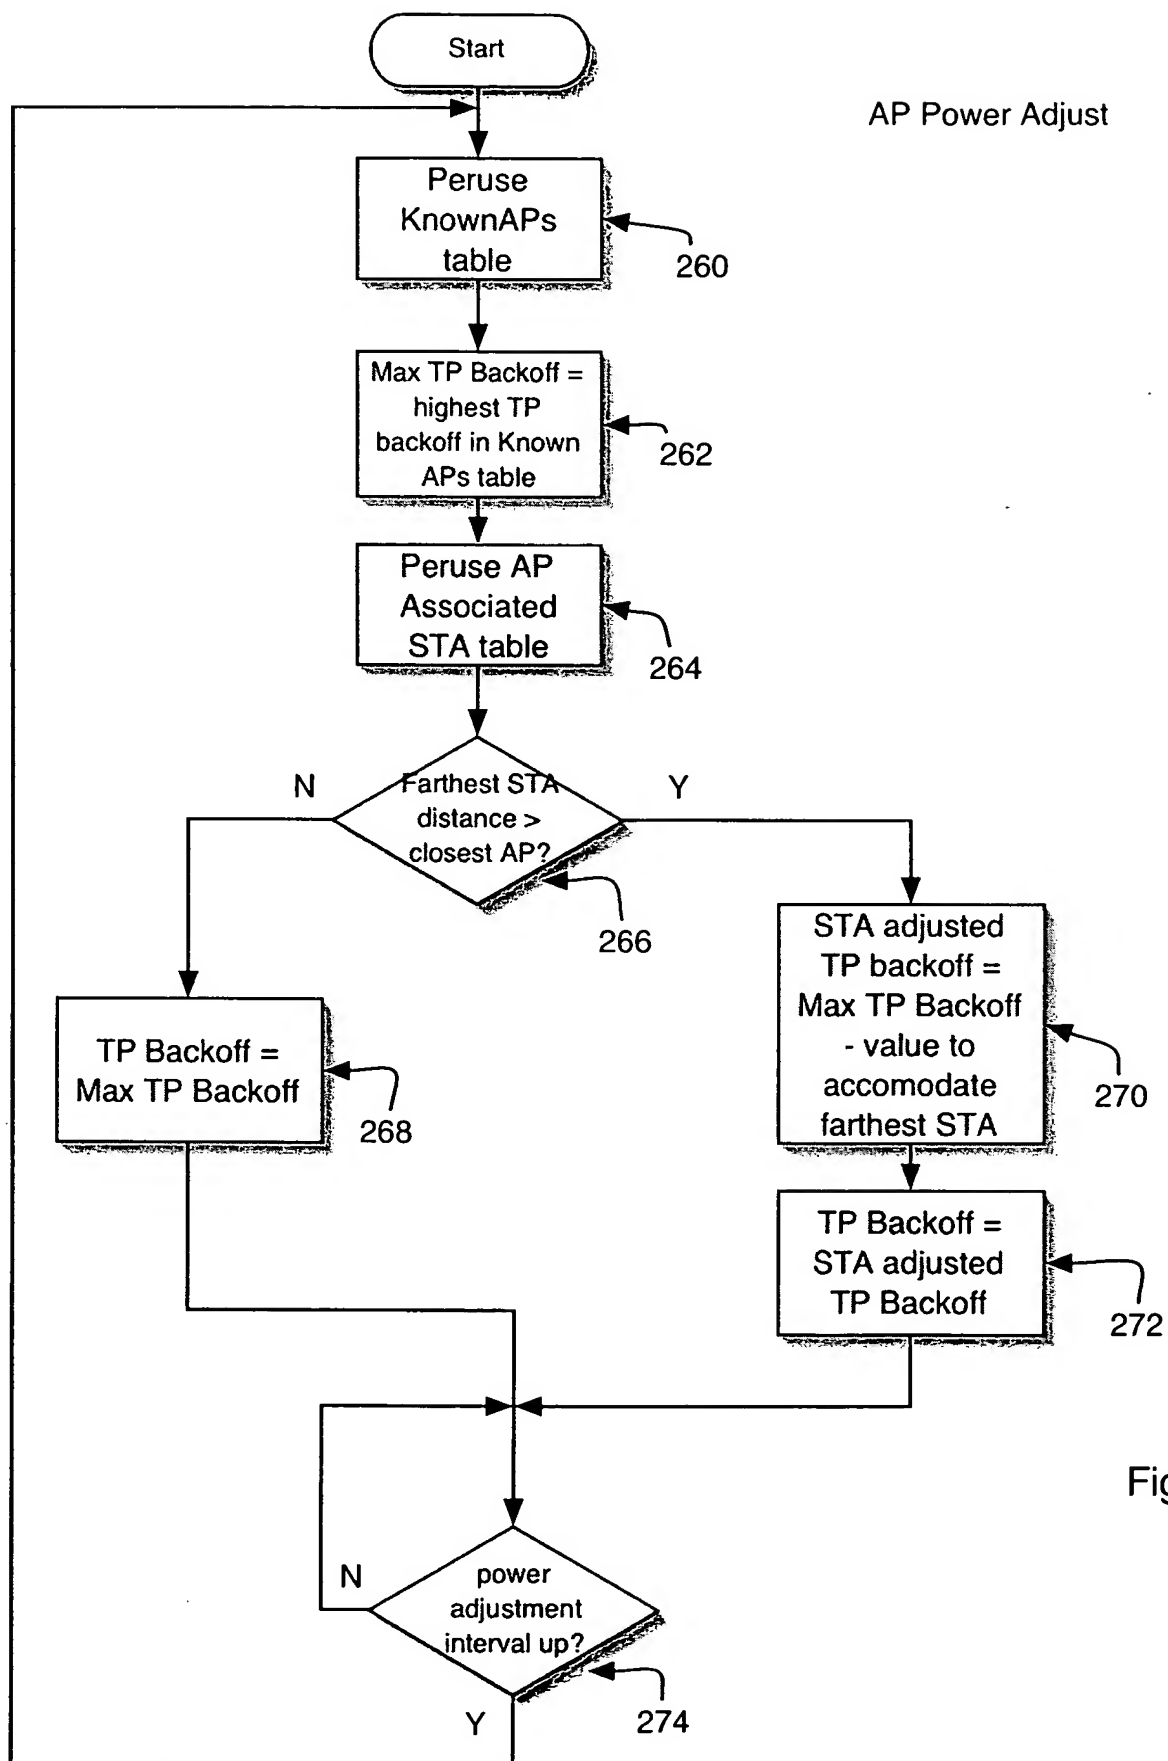 Start
AP Power Adjust
Peruse
KnownAPs
table
260
Max TP Backoff =
highest TP
backoff in Known
APs table
262
Peruse AP
Associated
STA table
264
N
Farthest STA
distance >
closest AP?
Y
266
STA adjusted
TP backoff =
Max TP Backoff
- value to
accomodate
farthest STA
270
TP Backoff =
Max TP Backoff
268
TP Backoff =
STA adjusted
TP Backoff
272
Fig
N
power
adjustment
interval up?
274
Y